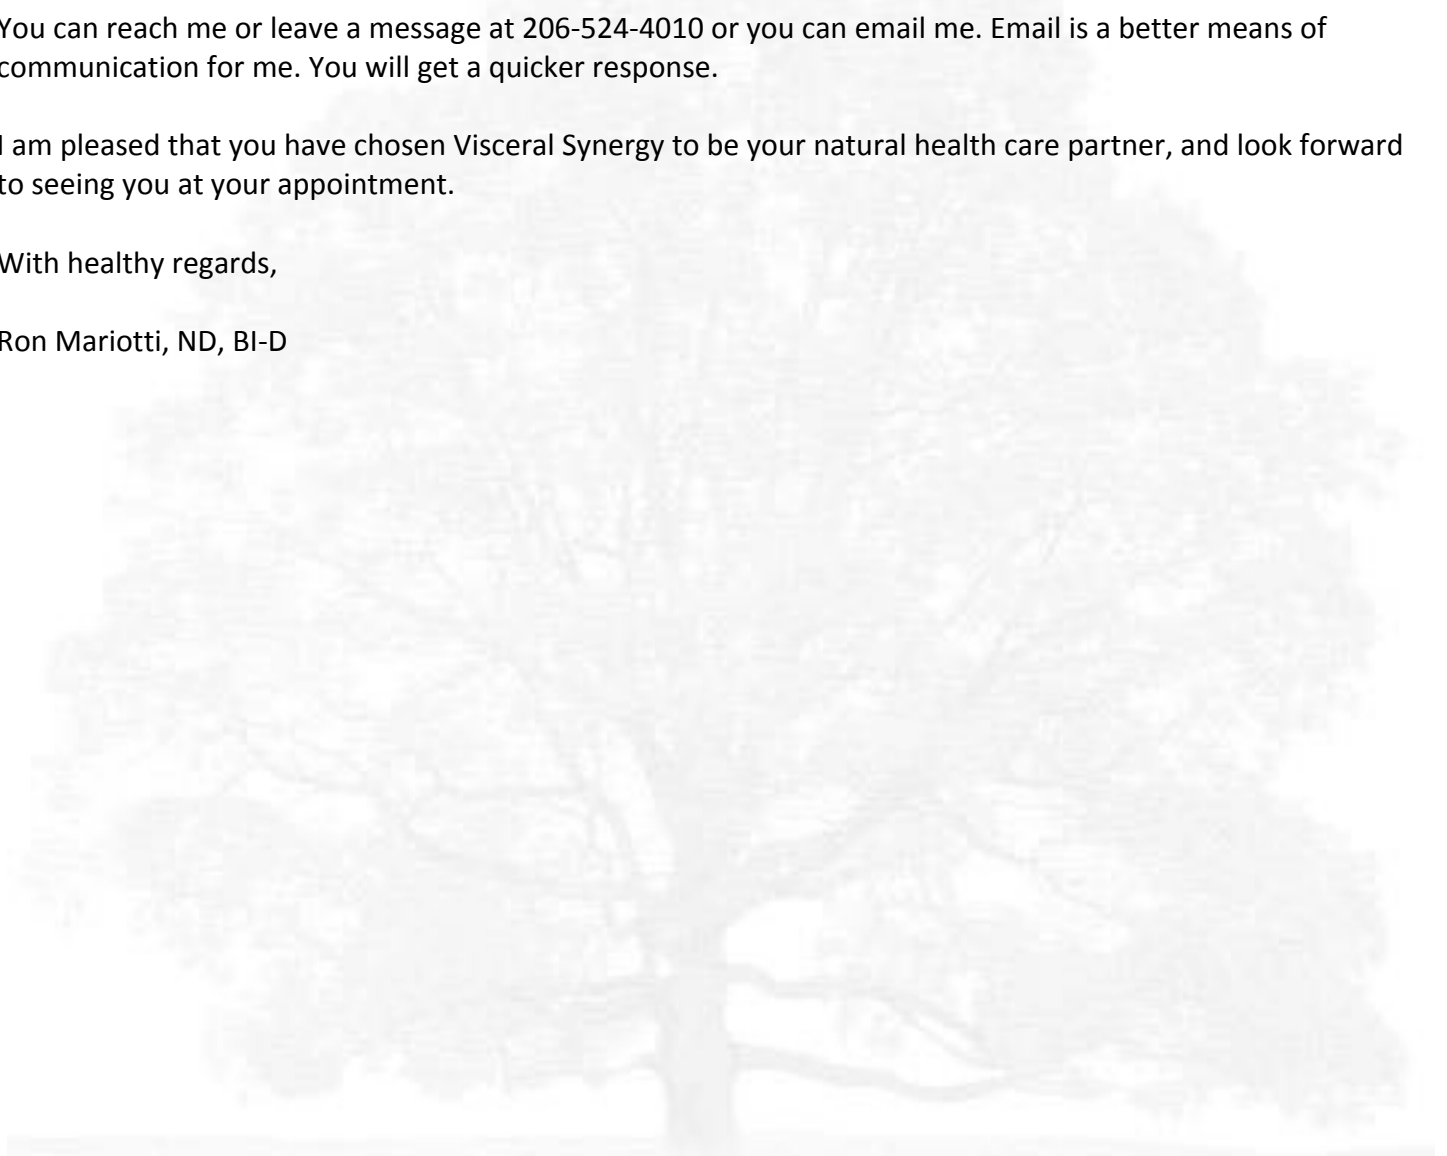 You can reach me or leave a message at 206-524-4010 or you can email me. Email is a better means of
communication for me. You will get a quicker response.
I am pleased that you have chosen Visceral Synergy to be your natural health care partner, and look forward
to seeing you at your appointment.
With healthy regards,
Ron Mariotti, ND, BI-D